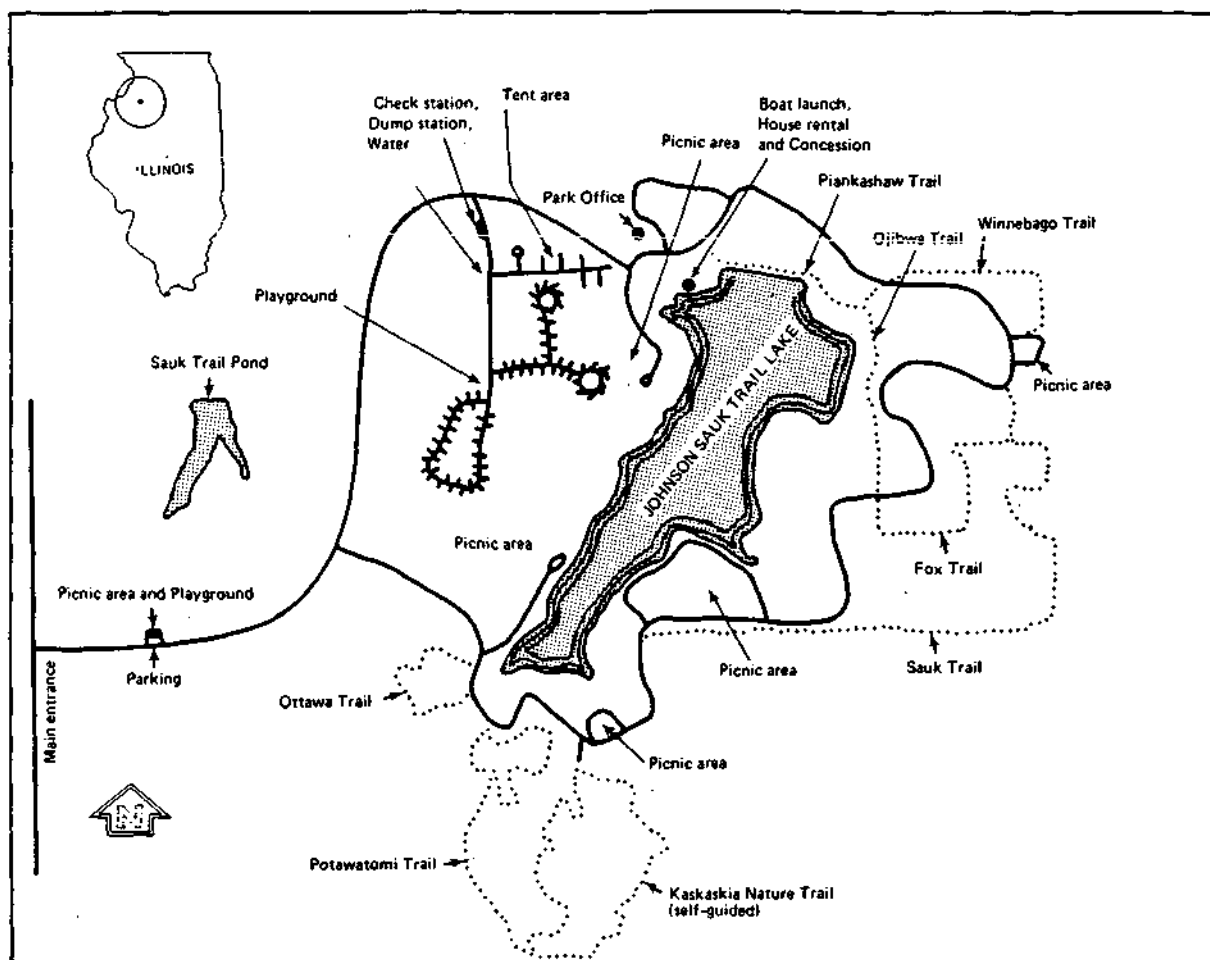 ILLINOIS
Check station,
Dump station,
Water
Tent area
Boat launch,
House rental
and Concession
Picnic area
Park Office
Piankashaw Trail
Ojibwa Trail
Winnebago Trail
Playground
Sauk Trail Pond
Picnic area
JOHNSON SAUK TRAIL LAKE
Picnic area
Fox Trail
Picnic area and Playground
Parking
Picnic area
Sauk Trail
Ottawa Trail
Main entrance
Picnic area
N
Potawatomi Trail
Kaskaskia Nature Trail
(self-guided)